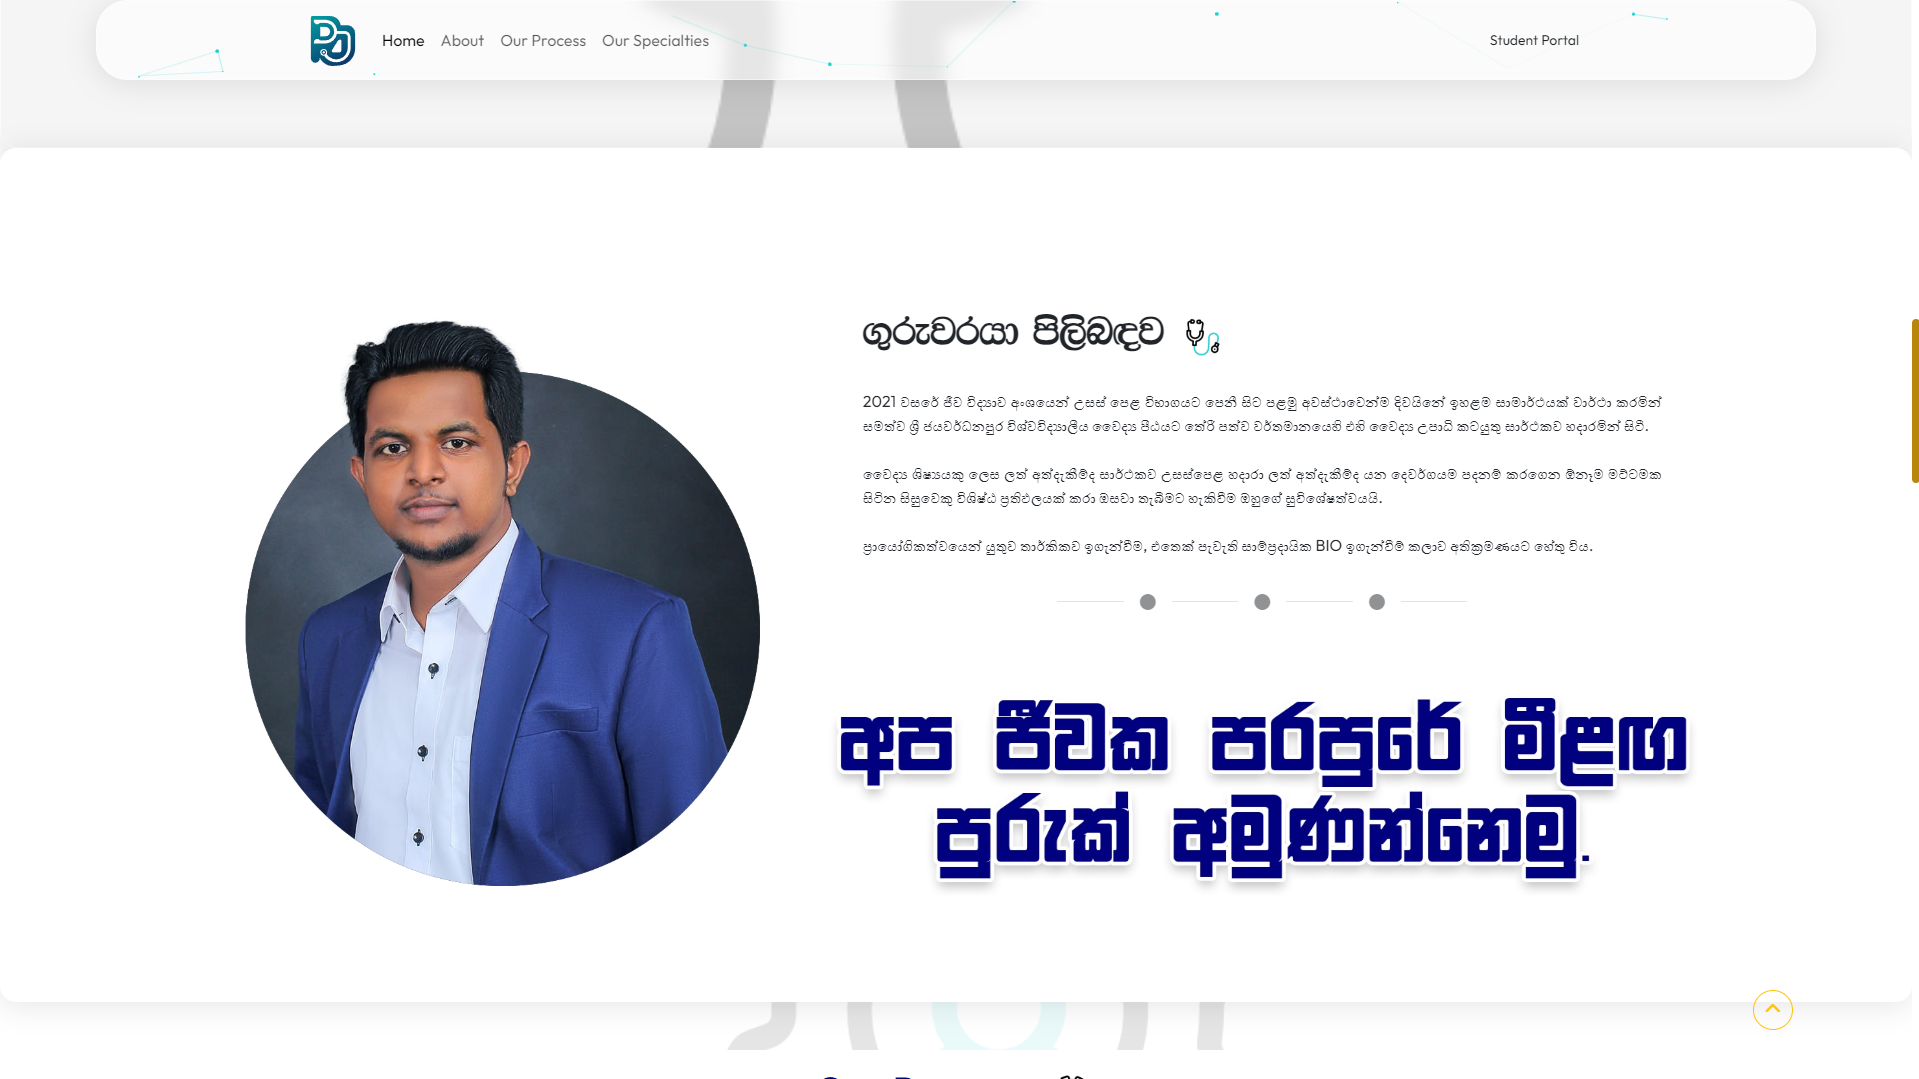 Home About Our Process Our Specialties Student Portal
ගුරුවරයා පිලිබඳව
2021 වසරේ ජීව විද්‍යාව අංශයෙන් උසස් පෙළ විභාගයට පෙනී සිට පළමු අවස්ථාවෙන්ම දිවයිනේ ඉහළම සාමාර්ථයක් වාර්ථා කරමින්
සමත්ව ශ්‍රී ජයවර්ධනපුර විශ්වවිද්‍යාලීය වෛද්‍ය පීඨයට තේරී පත්ව වර්තමානයෙහි එහි වෛද්‍ය උපාධි කටයුතු සාර්ථකව හදාරමින් සිටී.
වෛද්‍ය ශිෂ්‍යයකු ලෙස ලත් අත්දැකීම්ද සාර්ථකව උසස්පෙළ හදාරා ලත් අත්දැකීම්ද යන දෙවර්ගයම පදනම් කරගෙන ඕනෑම මට්ටමක
සිටින සිසුවෙකු විශිෂ්ඨ ප්‍රතිඵලයක් කරා ඔසවා තැබීමට හැකිවීම ඔහුගේ සුවිශේෂත්වයයි.
ප්‍රායෝගිකත්වයෙන් යුතුව තාර්කිකව ඉගැන්වීම, එතෙක් පැවැති සාම්ප්‍රදායික BIO ඉගැන්වීම් කලාව අතික්‍රමණයට හේතු විය.
අප ජීවක පරපුරේ මීළඟ
පුරුක් අමුණන්නෙමු.